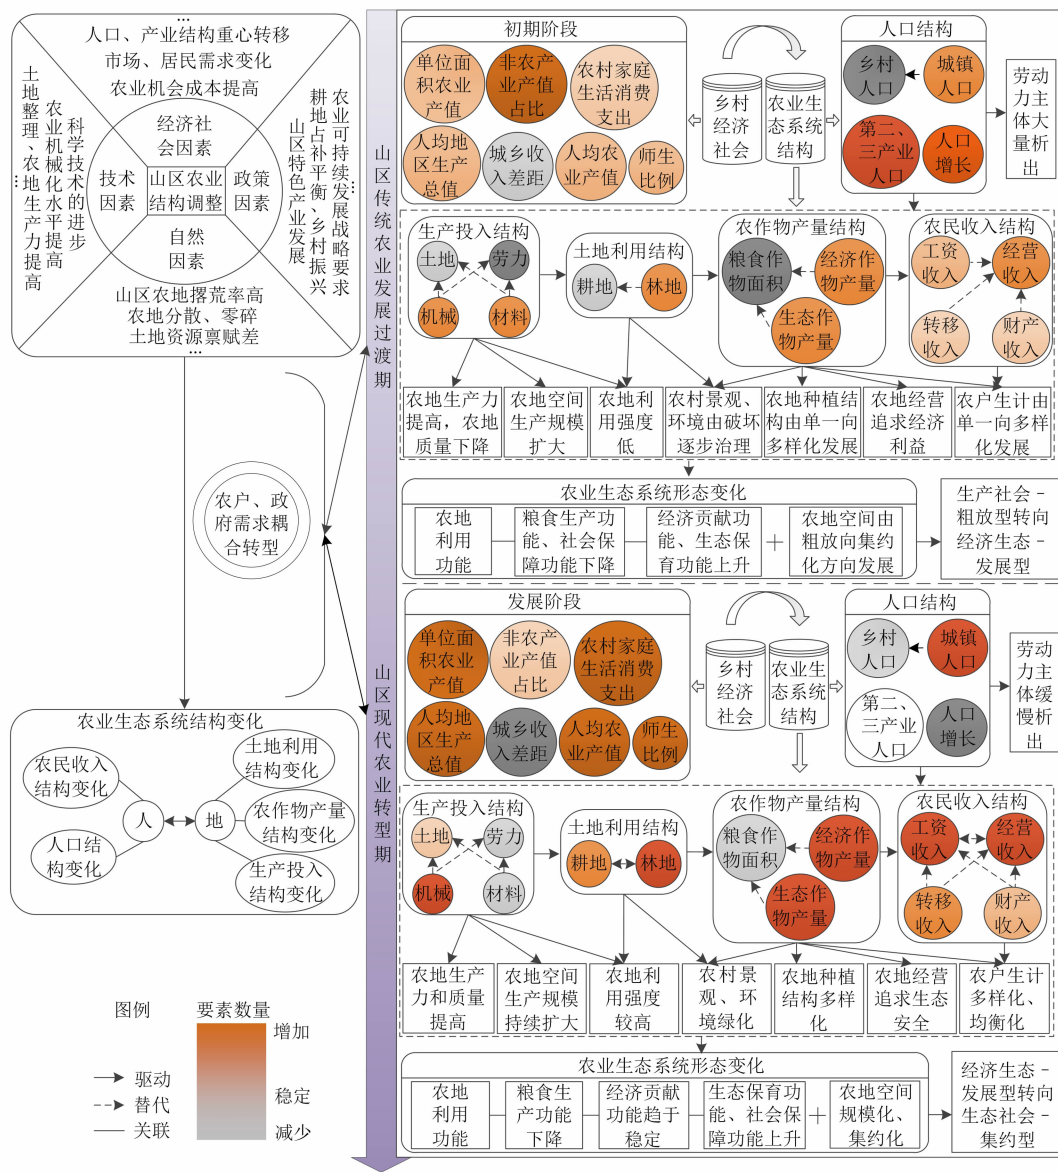 …
人口、产业结构重心转移
市场、居民需求变化
农业机会成本提高
土地整理、农地生产力提高
农业机械化水平提高
科学技术的进步
…
经济社
会因素
技术
因素
山区农业
结构调整
政策
因素
自然
因素
农业可持续发展战略要求
耕地占补平衡、乡村振兴
山区特色产业发展
…
山区农地撂荒率高
农地分散、零碎
土地资源禀赋差
…
农户、政
府需求耦
合转型
农业生态系统结构变化
农民收入
结构变化
人口结
构变化
人
地
土地利用
结构变化
农作物产量
结构变化
生产投入
结构变化
图例
要素数量
增加
稳定
减少
驱动
替代
关联
山区传统农业发展过渡期
山区现代农业转型期
初期阶段
单位面
积农业
产值
非农产
业产值
占比
农村家庭
生活消费
支出
人均地
区生产
总值
城乡收
入差距
人均农
业产值
师生
比例
乡村
经济
社会
农业生
态系统
结构
人口结构
乡村
人口
城镇
人口
第二、
三产业
人口
人口
增长
劳动
力主
体大
量析
出
生产投入结构
土地
劳力
机械
材料
土地利用结构
耕地
林地
农作物产量结构
粮食作
物面积
经济作
物产量
生态作
物产量
农民收入结构
工资
收入
经营
收入
转移
收入
财产
收入
农地生产力
提高，农地
质量下降
农地空间
生产规模
扩大
农地利
用强度
低
农村景观、
环境由破坏
逐步治理
农地种植结
构由单一向
多样化发展
农地经营
追求经济
利益
农户生计由
单一向多样
化发展
农业生态系统形态变化
农地
利用
功能
粮食生产功
能、社会保
障功能下降
经济贡献功
能、生态保
育功能上升
农地空间由
粗放向集约
化方向发展
生产社会-
粗放型转向
经济生态-
发展型
发展阶段
单位面
积农业
产值
非农产
业产值
占比
农村家庭
生活消费
支出
人均地
区生产
总值
城乡收
入差距
人均农
业产值
师生
比例
乡村
经济
社会
农业生
态系统
结构
人口结构
乡村
人口
城镇
人口
第二、
三产业
人口
人口
增长
劳动
力主
体缓
慢析
出
生产投入结构
土地
劳力
机械
材料
土地利用结构
耕地
林地
农作物产量结构
粮食作
物面积
经济作
物产量
生态作
物产量
农民收入结构
工资
收入
经营
收入
转移
收入
财产
收入
农地生产
力和质量
提高
农地空间
生产规模
持续扩大
农地利
用强度
较高
农村景
观、环
境绿化
农地种植
结构多样
化
农地经营
追求生态
安全
农户生计
多样化、
均衡化
农业生态系统形态变化
农地
利用
功能
粮食生
产功能
下降
经济贡献
功能趋于
稳定
生态保育功
能、社会保
障功能上升
农地空间
规模化、
集约化
经济生态-
发展型转向
生态社会-
集约型